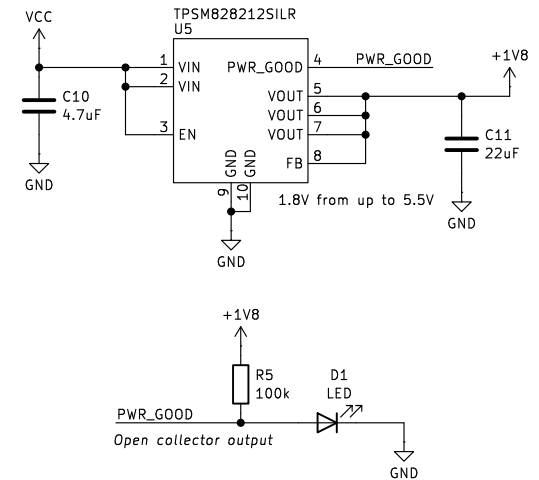 TPSM828212SILR
U5
VCC
C10
4.7uF
GND
1
VIN
2
VIN
3
EN
PWR_GOOD
4
PWR_GOOD
VOUT
5
VOUT
6
VOUT
7
FB
8
GND
GND
9
10
GND
+1V8
C11
22uF
GND
1.8V from up to 5.5V
+1V8
R5
100k
D1
LED
PWR_GOOD
Open collector output
GND